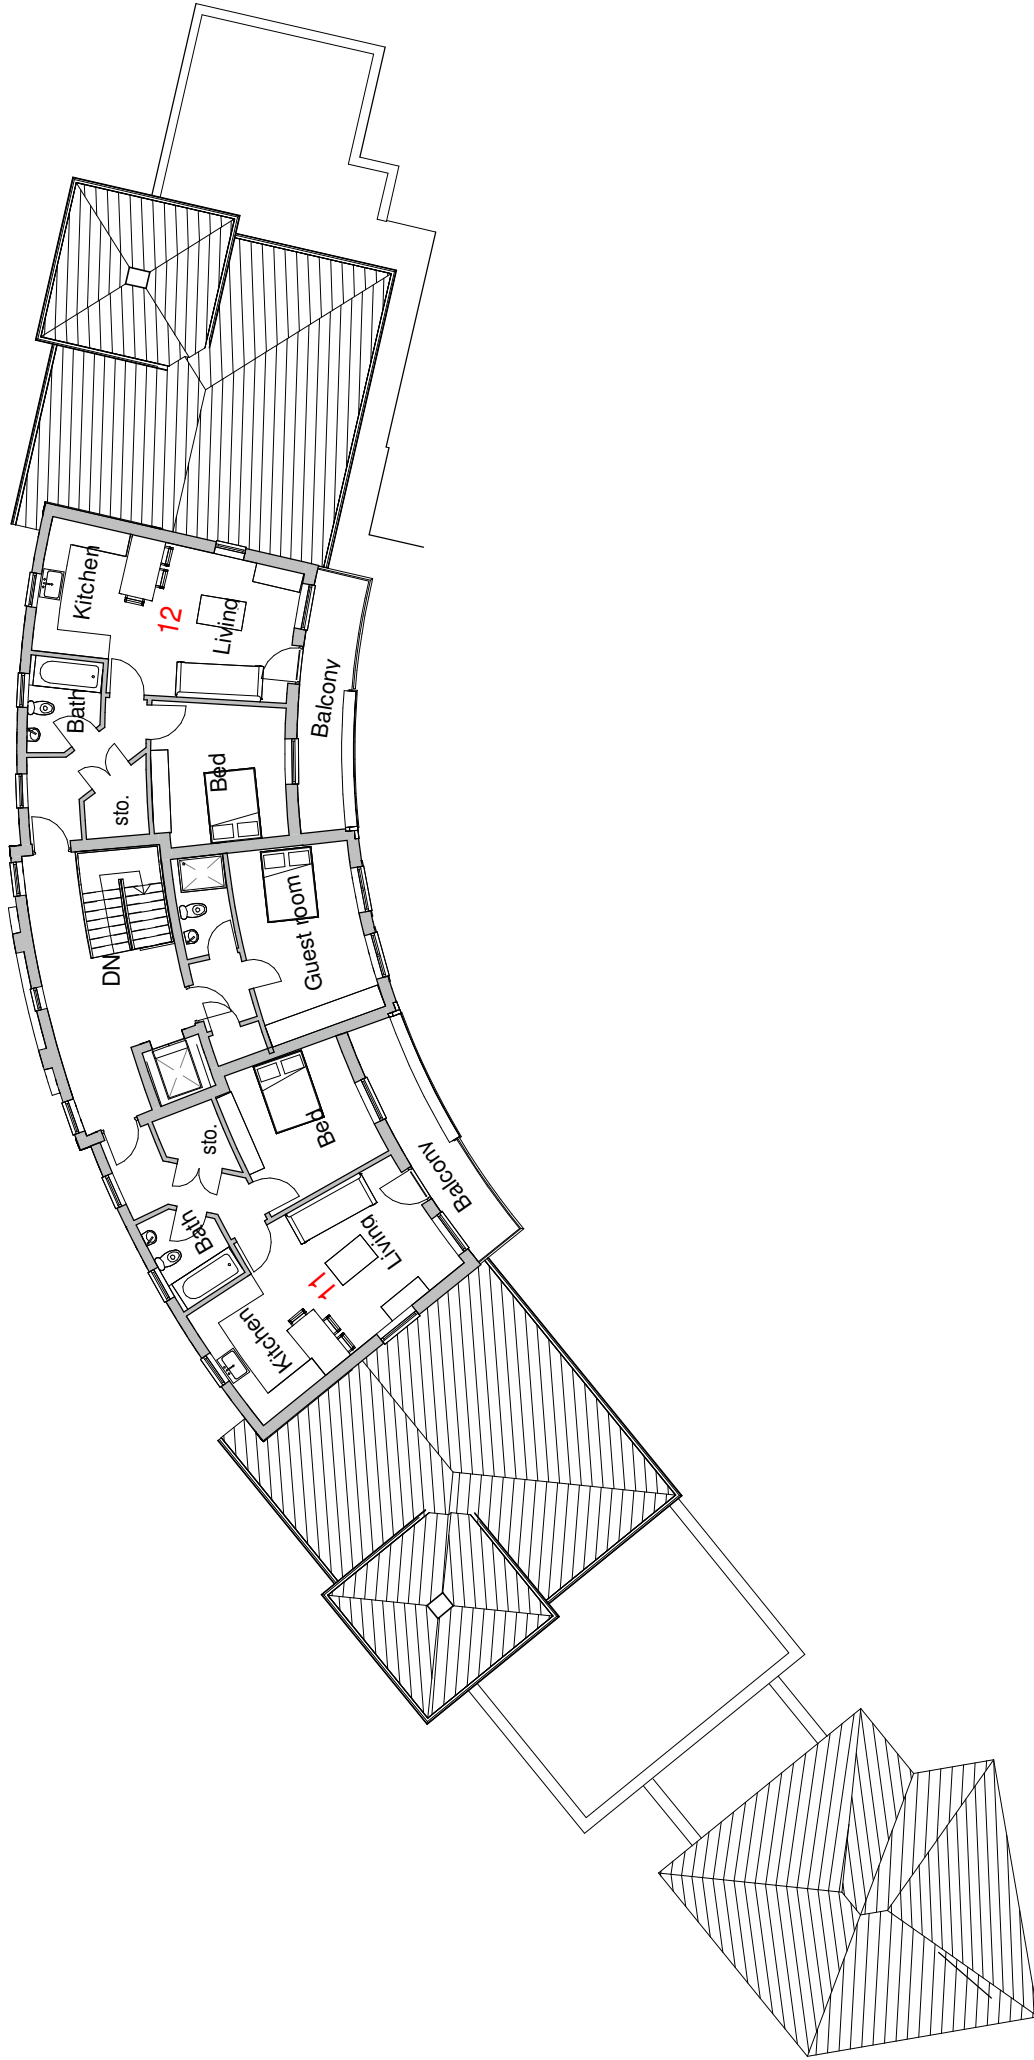 Kitchen
12
Living
Bath
Balcony
Bed
sto.
Guest room
DN
Bed
sto.
Balcony
Bath
Living
11
Kitchen